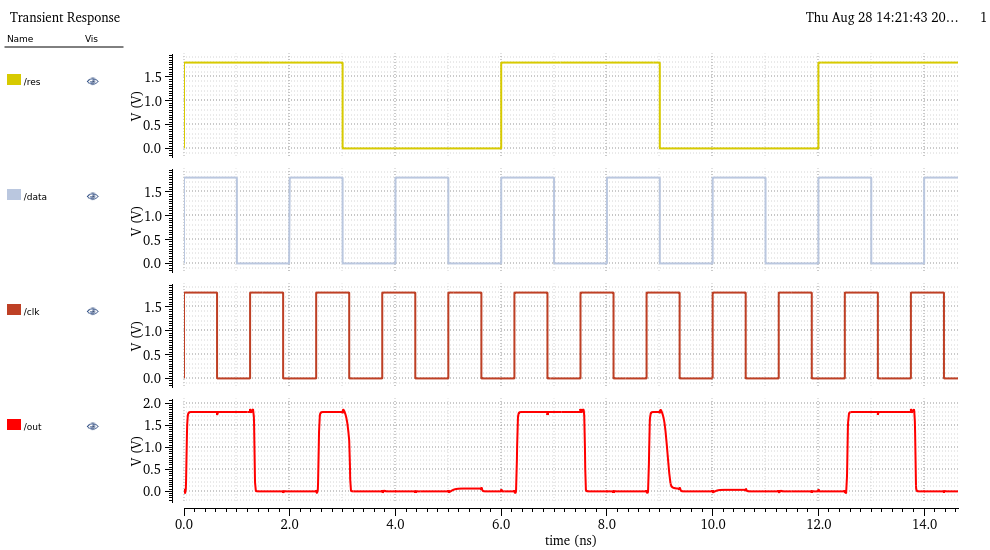 Transient Response Thu Aug 28 14:21:43 20... 1
Name Vis
/res
V (V)
1.5
1.0
0.5
0.0
/data
V (V)
1.5
1.0
0.5
0.0
/clk
V (V)
1.5
1.0
0.5
0.0
/out
V (V)
2.0
1.5
1.0
0.5
0.0
0.0 2.0 4.0 6.0 8.0 10.0 12.0 14.0
time (ns)